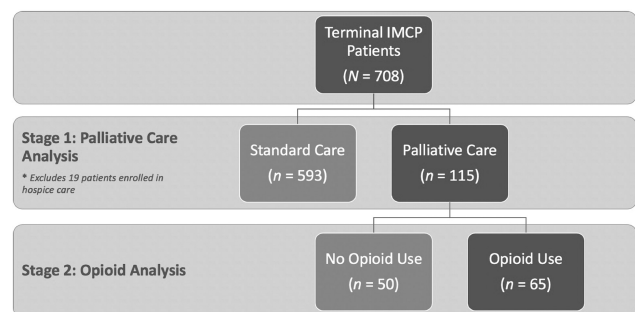 Terminal IMCP
Patients
(N = 708)
Stage 1: Palliative Care
Analysis
* Excludes 19 patients enrolled in
hospice care
Standard Care
(n = 593)
Palliative Care
(n = 115)
Stage 2: Opioid Analysis
No Opioid Use
(n = 50)
Opioid Use
(n = 65)